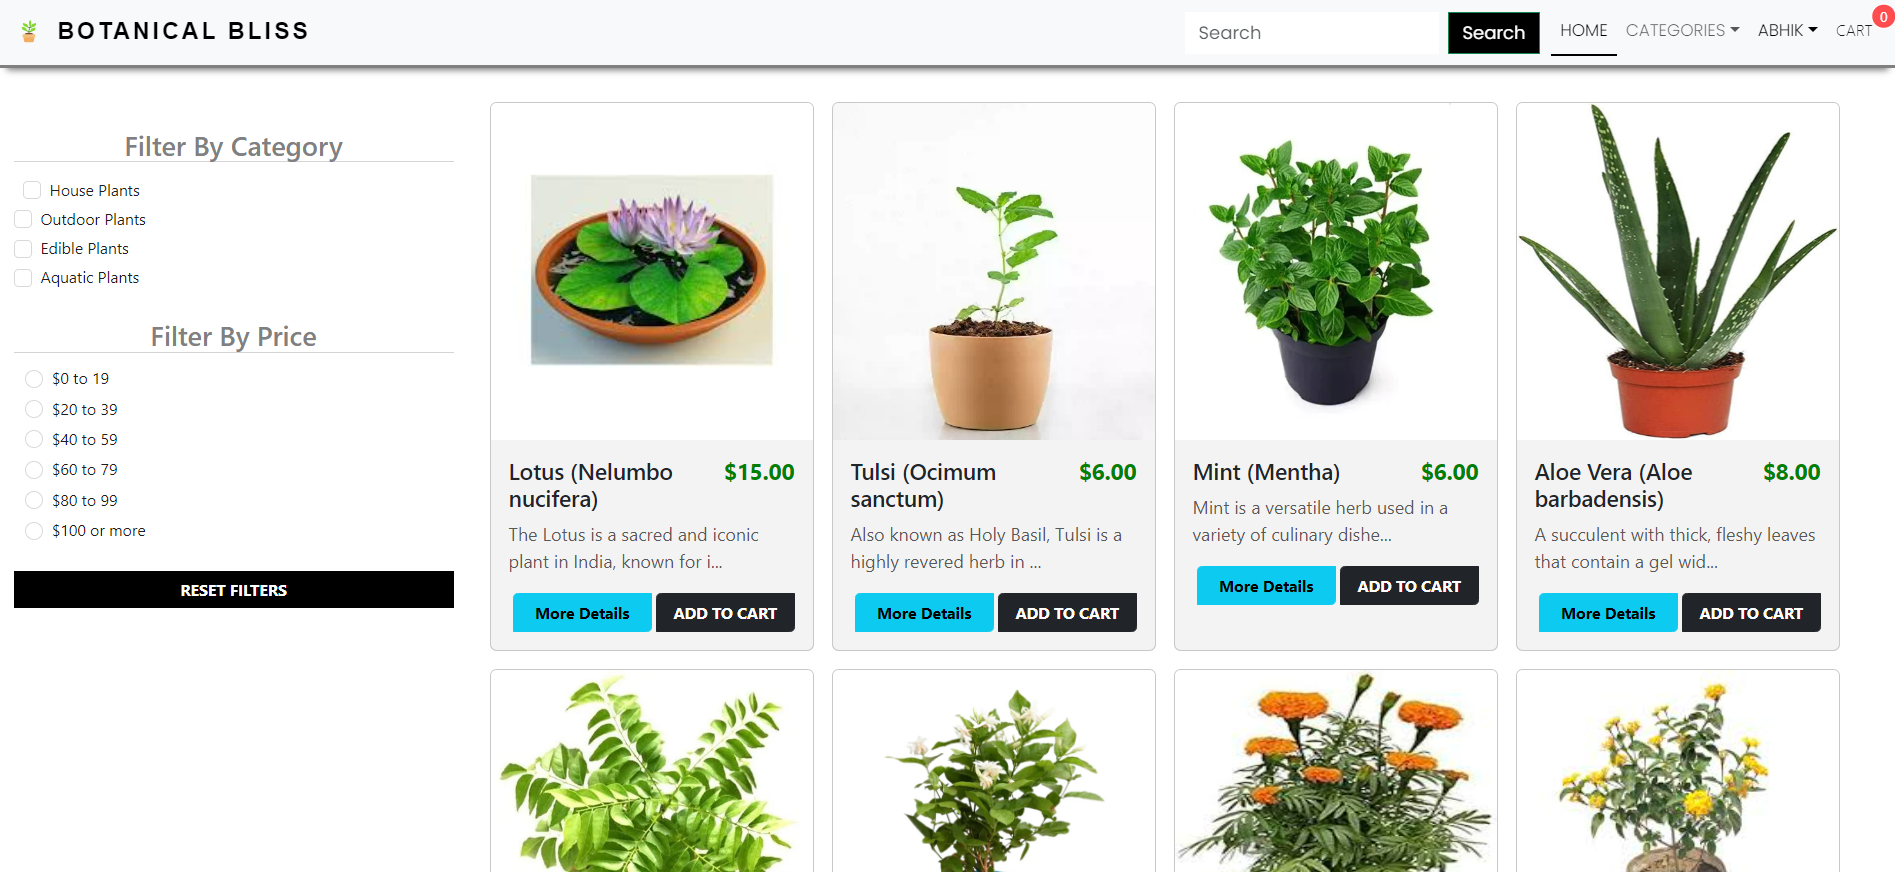 BOTANICAL BLISS
Search
Search
HOME
CATEGORIES
ABHIK
CART
0
Filter By Category
House Plants
Outdoor Plants
Edible Plants
Aquatic Plants
Filter By Price
$0 to 19
$20 to 39
$40 to 59
$60 to 79
$80 to 99
$100 or more
RESET FILTERS
Lotus (Nelumbo
nucifera)
$15.00
The Lotus is a sacred and iconic
plant in India, known for i...
More Details
ADD TO CART
Tulsi (Ocimum
sanctum)
$6.00
Also known as Holy Basil, Tulsi is a
highly revered herb in ...
More Details
ADD TO CART
Mint (Mentha)
$6.00
Mint is a versatile herb used in a
variety of culinary dishe...
More Details
ADD TO CART
Aloe Vera (Aloe
barbadensis)
$8.00
A succulent with thick, fleshy leaves
that contain a gel wid...
More Details
ADD TO CART